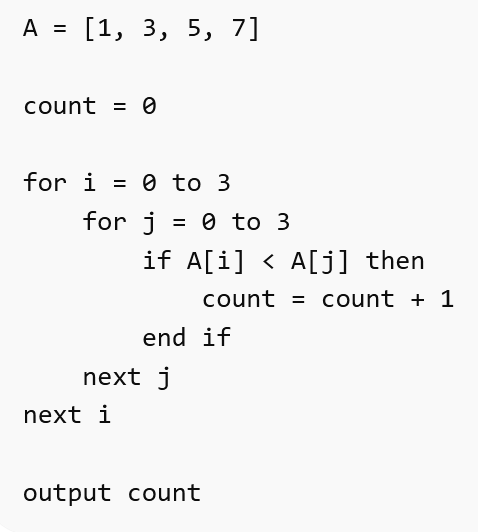 A = [1, 3, 5, 7]

count = 0

for i = 0 to 3
    for j = 0 to 3
        if A[i] < A[j] then
            count = count + 1
        end if
    next j
next i

output count